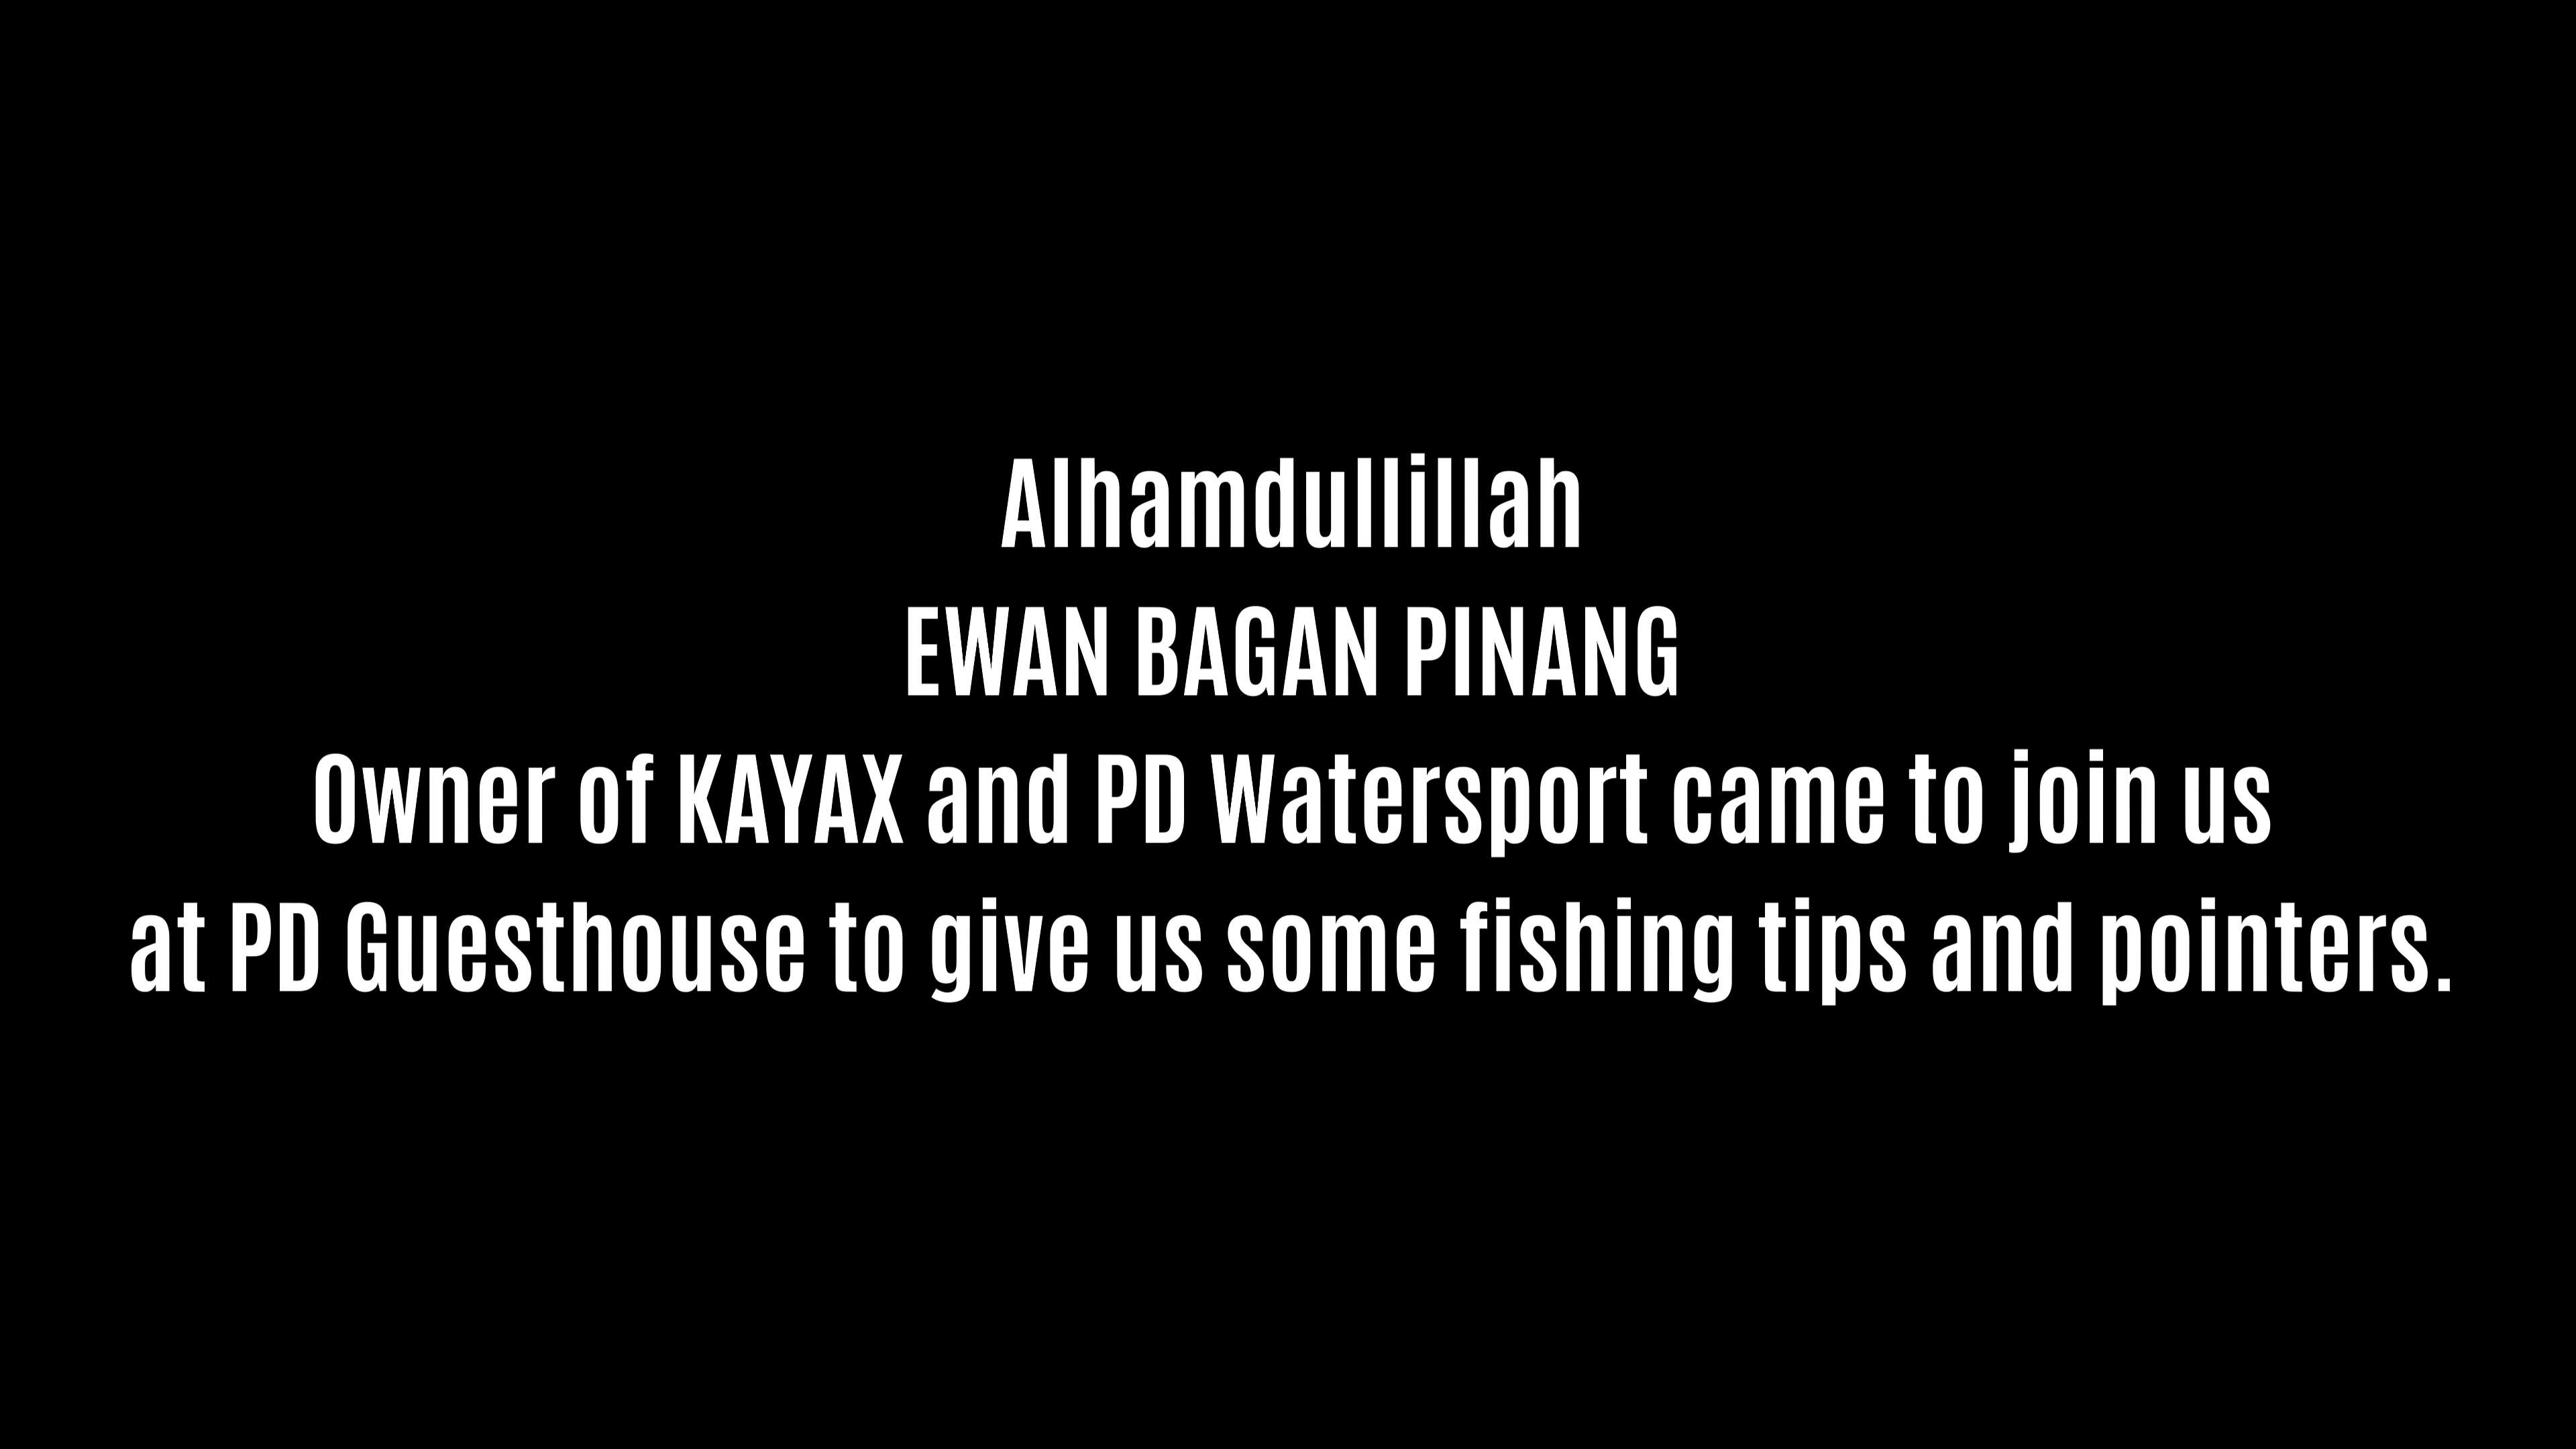 Alhamdullillah
EWAN BAGAN PINANG
Owner of KAYAX and PD Watersport came to join us
at PD Guesthouse to give us some fishing tips and pointers.